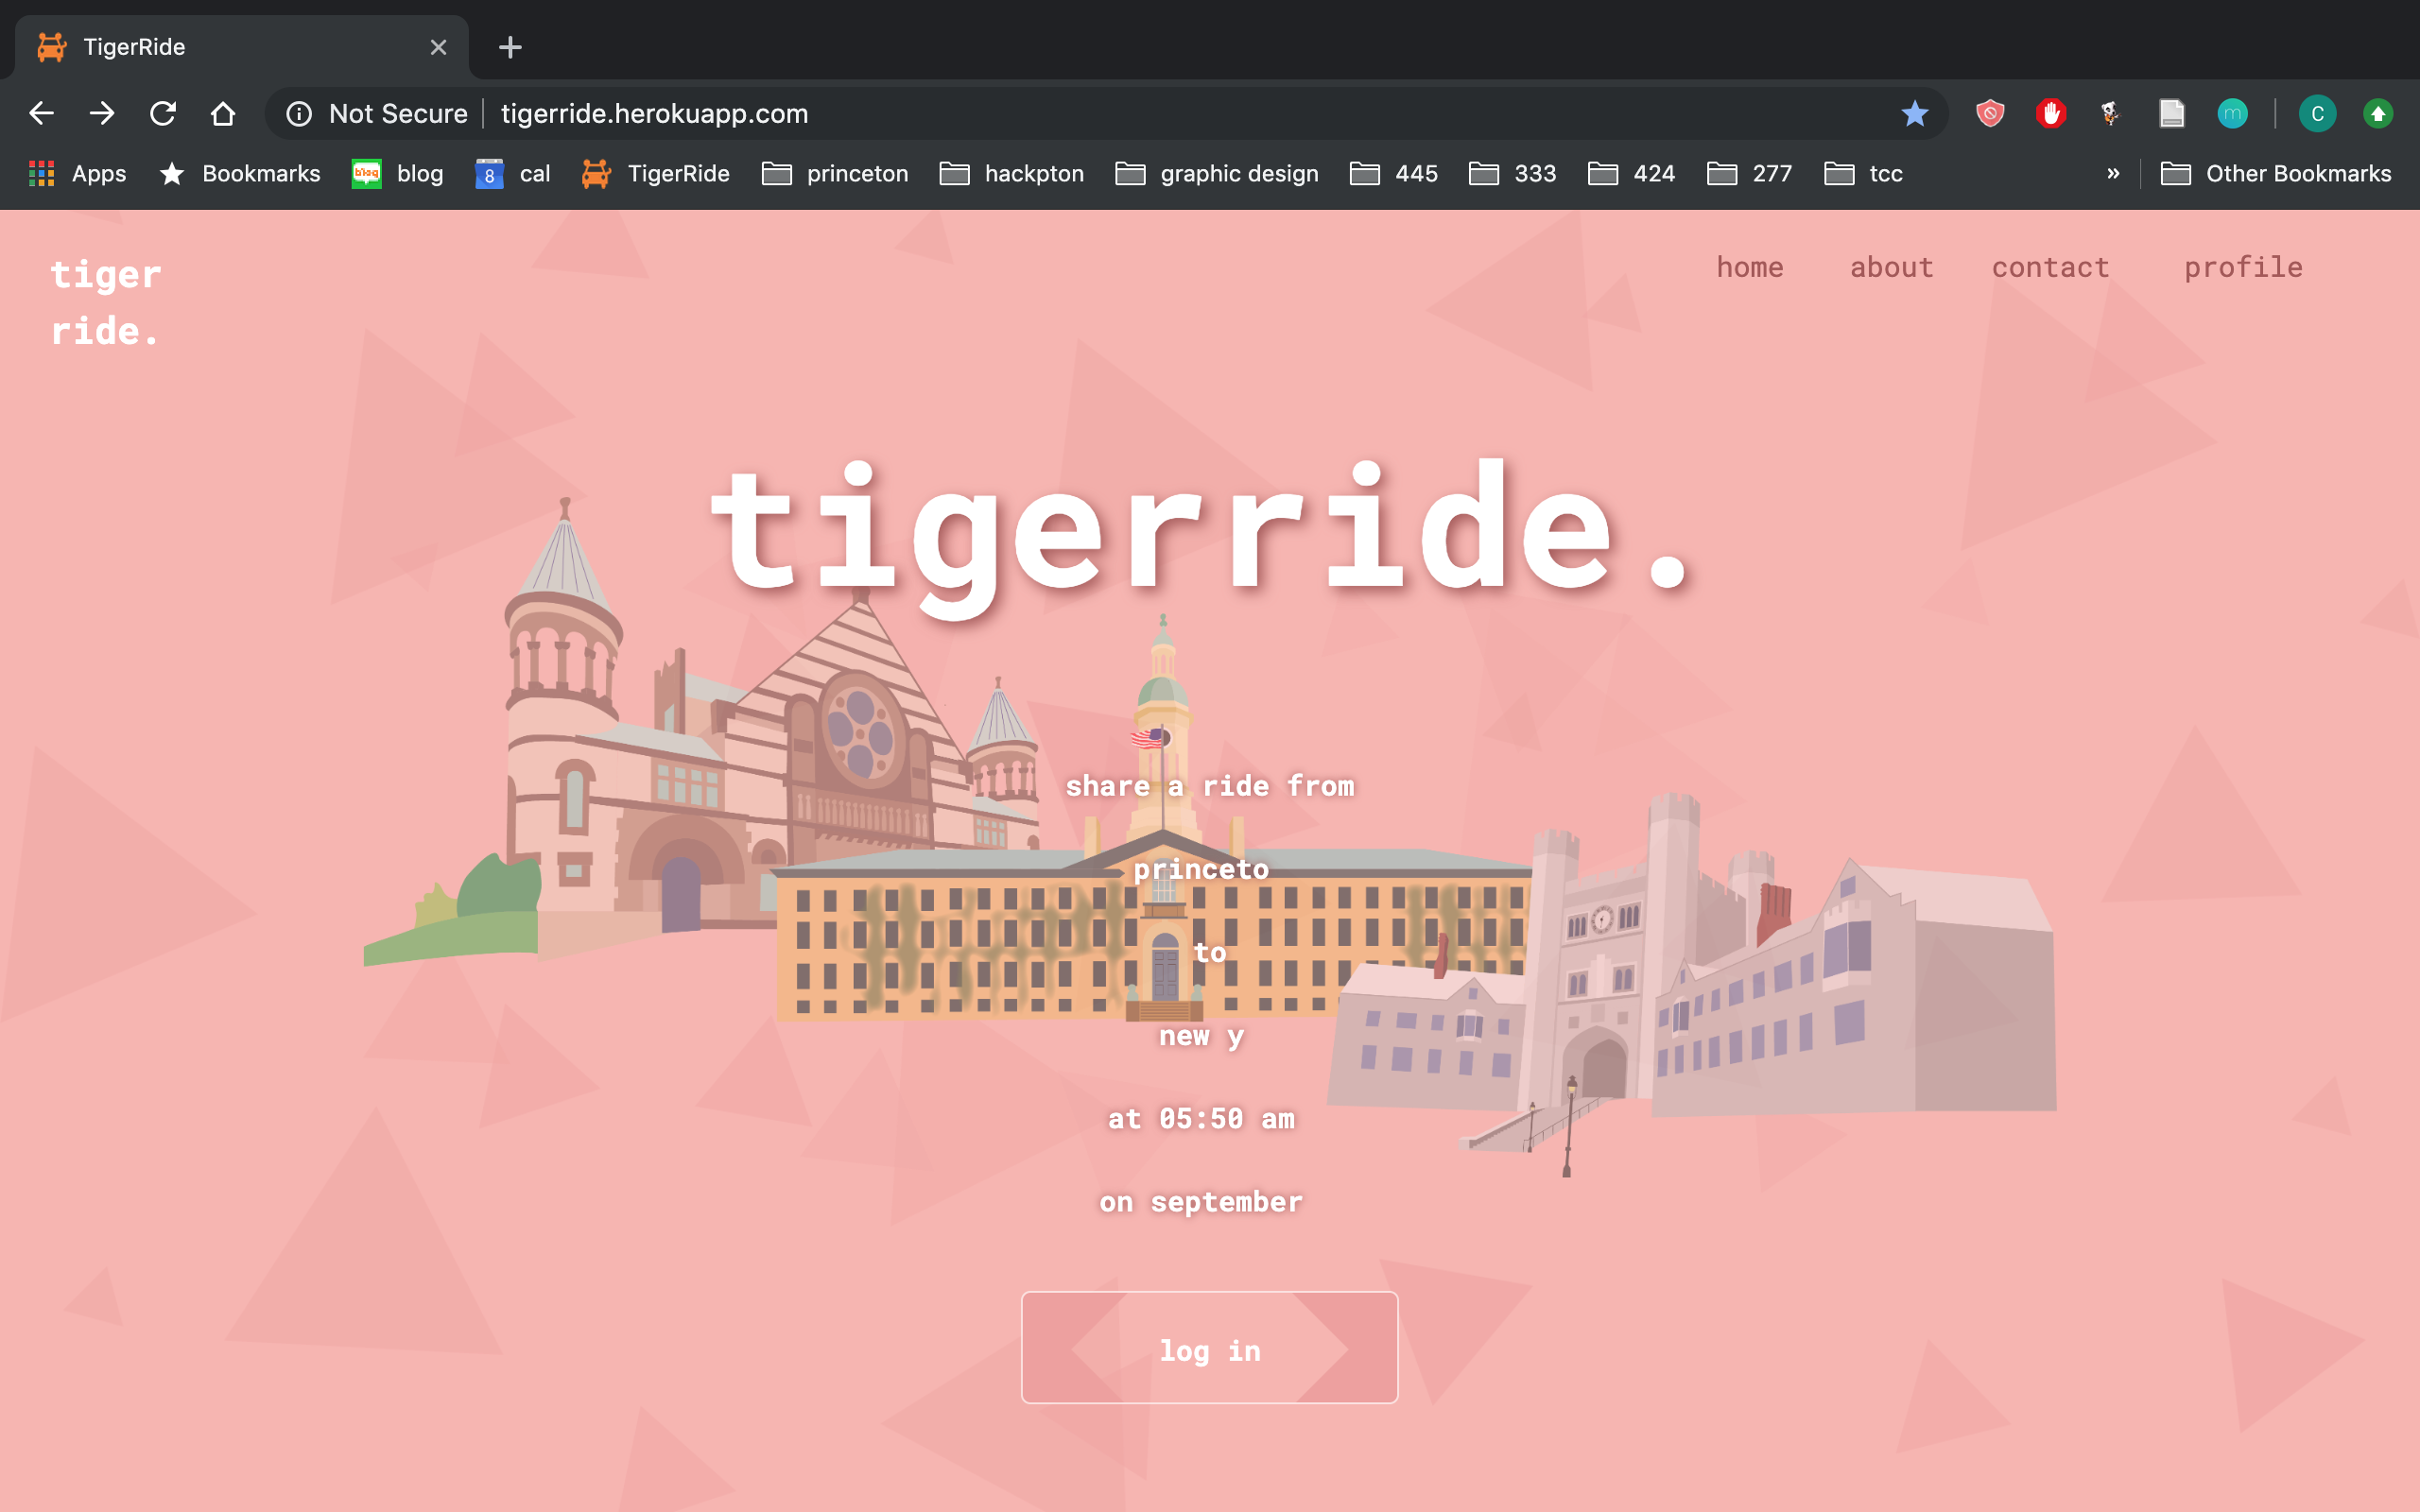 TigerRide
Not Secure tigerride.herokuapp.com
C
Apps Bookmarks blog 8 cal TigerRide princeton hackpton graphic design 445 333 424 277 tcc » Other Bookmarks
tiger
ride.
home about contact profile
tigerride.
share a ride from
princeto
to
new y
at 05:50 am
on september
log in